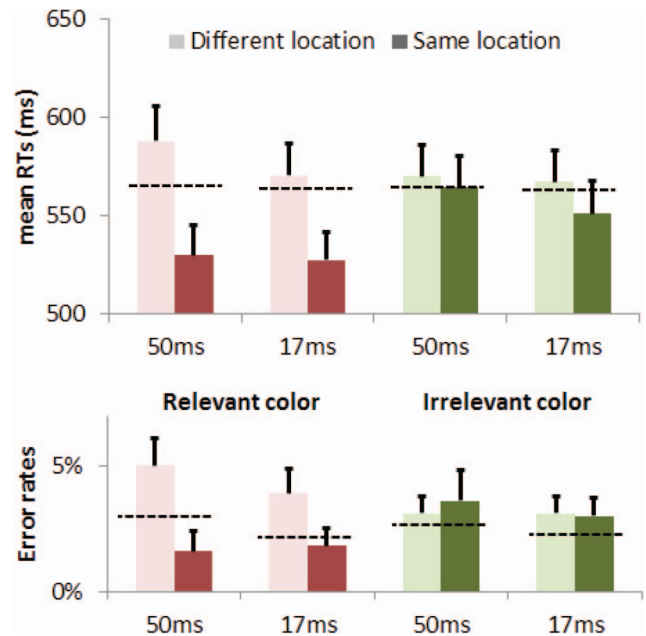 650
Different location Same location
600
550
500
mean RTs (ms)
50ms 17ms 50ms 17ms
Relevant color Irrelevant color
5%
0%
Error rates
50ms 17ms 50ms 17ms